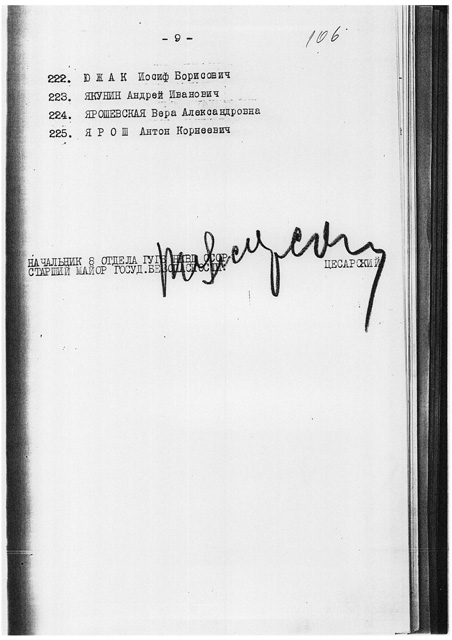 - 9 -
106
222. Ю Ж А К Иосиф Борисович
223. ЯКУНИН Андрей Иванович
224. ЯРОШЕВСКАЯ Вера Александровна
225. Я Р О Ш Антон Корнеевич
НАЧАЛЬНИК 8 ОТДЕЛА ГУГБ НКВД СССР
СТАРШИЙ МАЙОР ГОСУД.БЕЗОПАСНОСТИ: ЦЕСАРСКИЙ